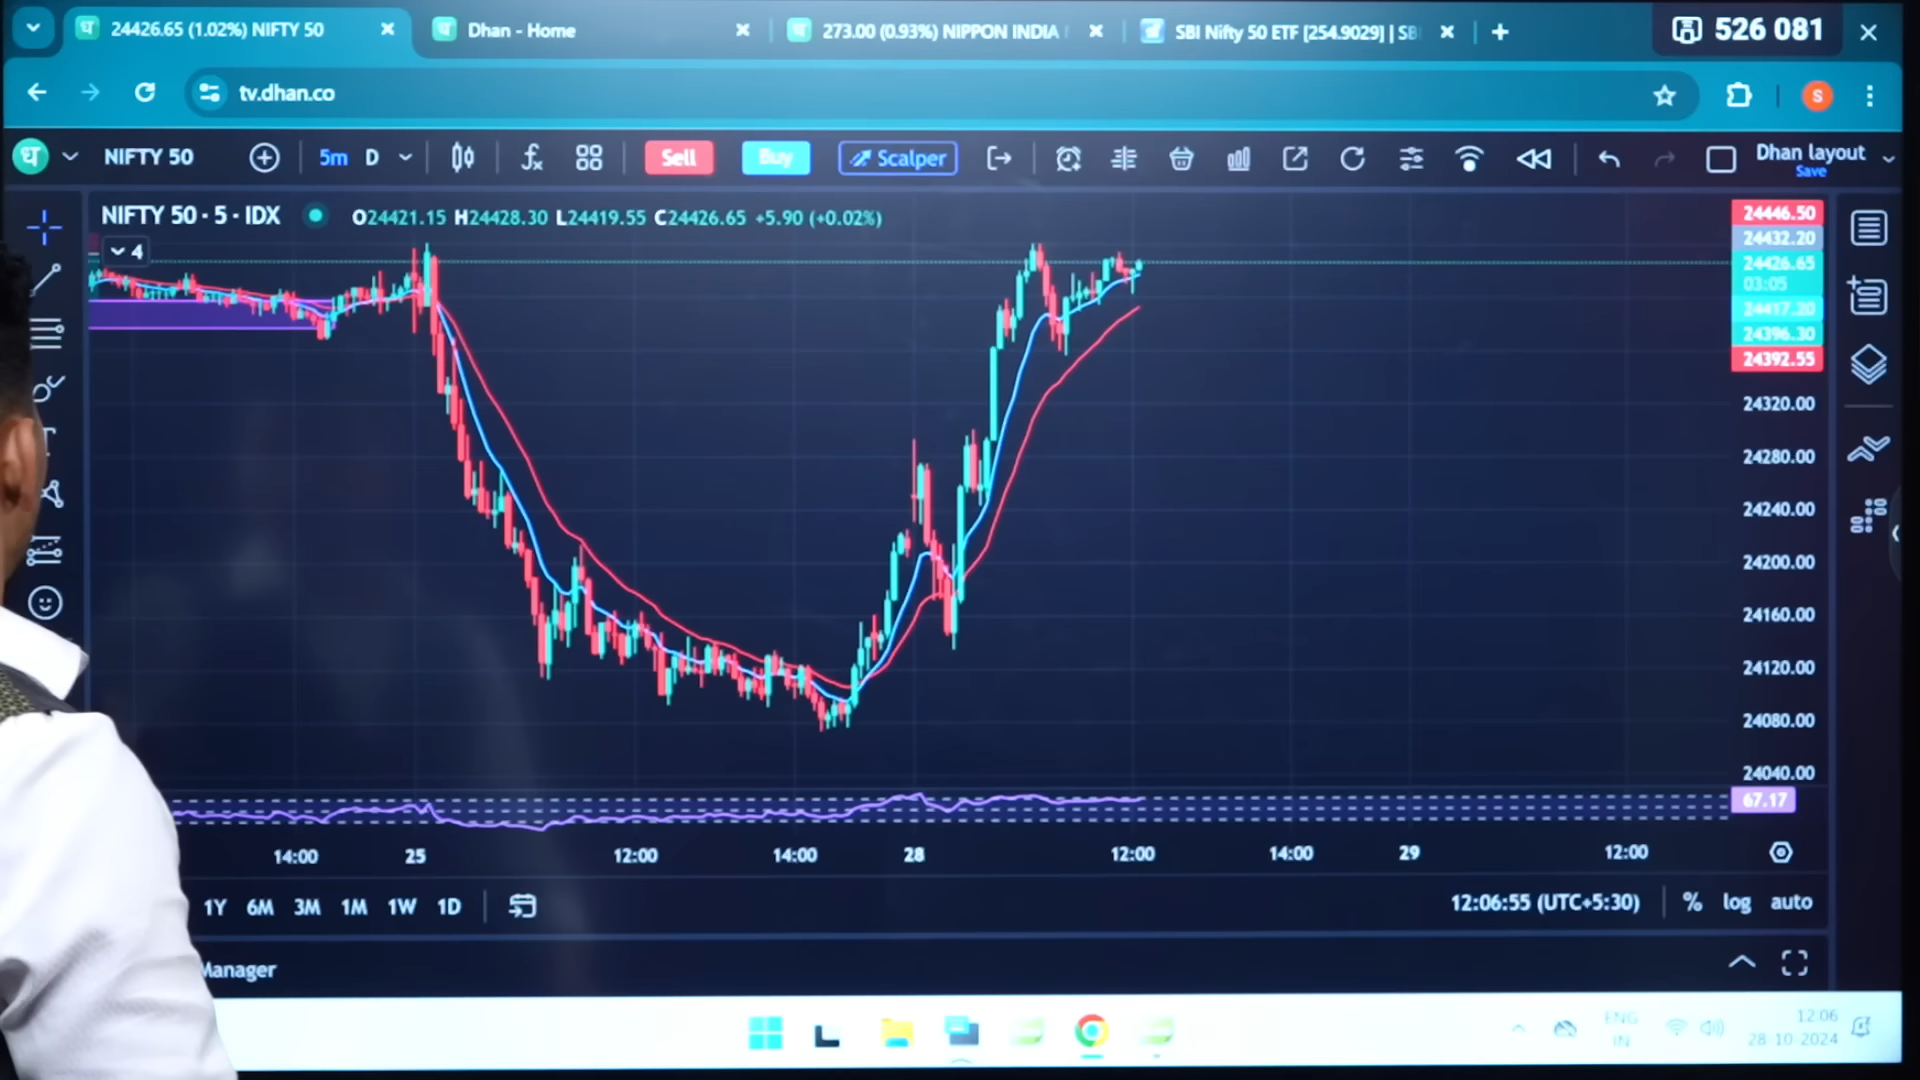 24426.65 (1.02%) NIFTY 50
Dhan - Home
273.00 (0.93%) NIPPON INDIA
SBI Nifty 50 ETF [254.9029] | SB
526 081
tv.dhan.co
S
ध
NIFTY 50
5m D
Sell
Buy
Scalper
Dhan layout
Save
NIFTY 50 · 5 · IDX
O24421.15 H24428.30 L24419.55 C24426.65 +5.90 (+0.02%)
4
24446.50
24432.20
24426.65
03:05
24417.20
24396.30
24392.55
24320.00
24280.00
24240.00
24200.00
24160.00
24120.00
24080.00
24040.00
67.17
14:00 25 12:00 14:00 28 12:00 14:00 29 12:00
1Y 6M 3M 1M 1W 1D
12:06:55 (UTC+5:30) % log auto
Manager
ENG
IN
12:06
28-10-2024